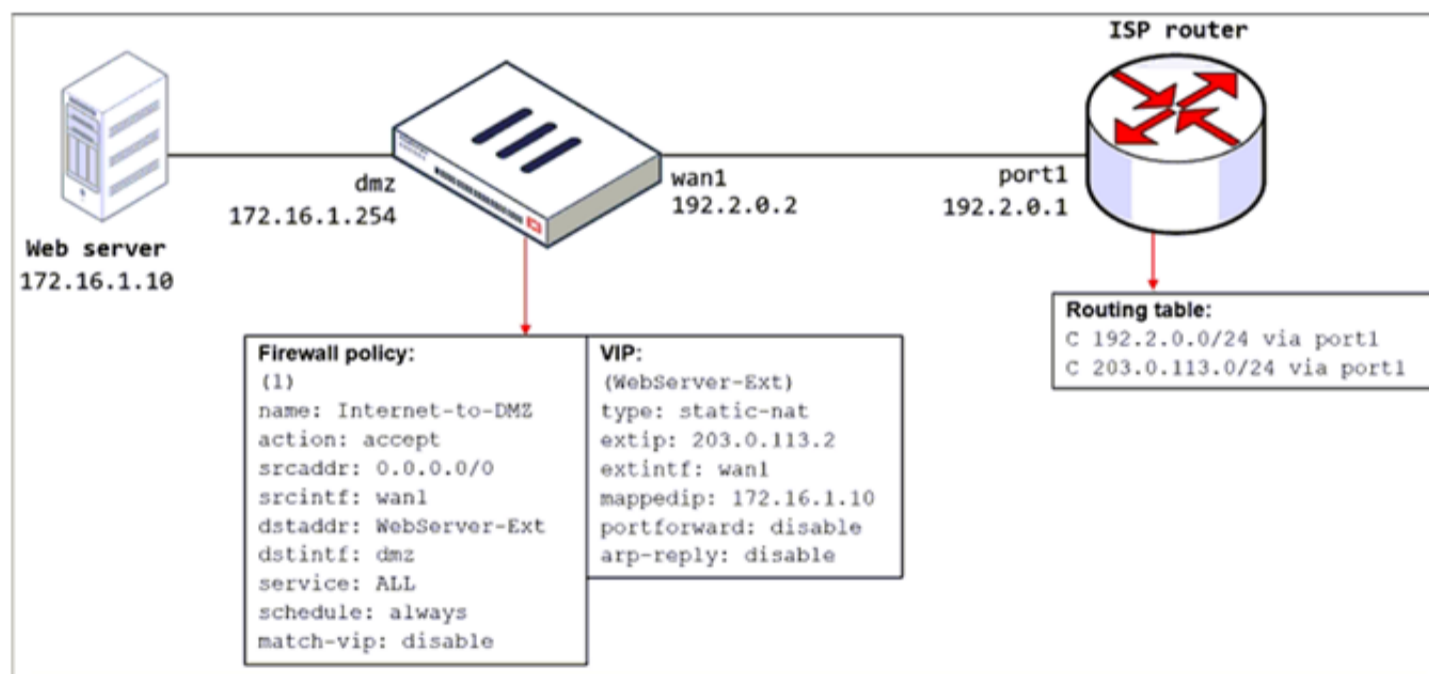 ISP router
dmz
172.16.1.254
wan1
192.2.0.2
port1
192.2.0.1
Web server
172.16.1.10
Firewall policy:
(1)
name: Internet-to-DMZ
action: accept
srcaddr: 0.0.0.0/0
srcintf: wan1
dstaddr: WebServer-Ext
dstintf: dmz
service: ALL
schedule: always
match-vip: disable
VIP:
(WebServer-Ext)
type: static-nat
extip: 203.0.113.2
extintf: wan1
mappedip: 172.16.1.10
portforward: disable
arp-reply: disable
Routing table:
C 192.2.0.0/24 via port1
C 203.0.113.0/24 via port1